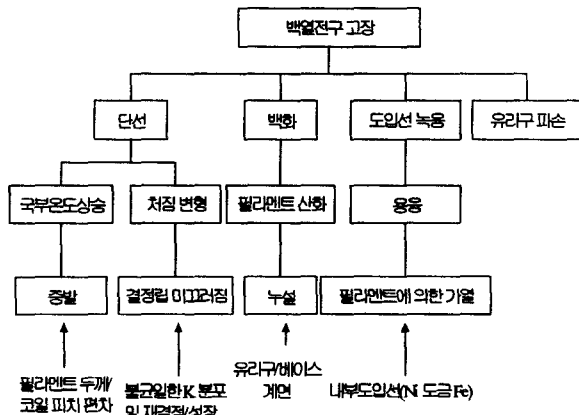 백열전구 고장
단선
백화
도입선 녹융
유리구 파손
국부온도상승
처짐 변형
필라멘트 산화
용융
증발
결정립 미끄러짐
누설
필라멘트에 의한 가열
필라멘트 두께/
코일 피치 편차
불균일한 K 분포
및 재결정/성장
유리구/베이스
계면
내부도입선(Ni 도금 Fe)